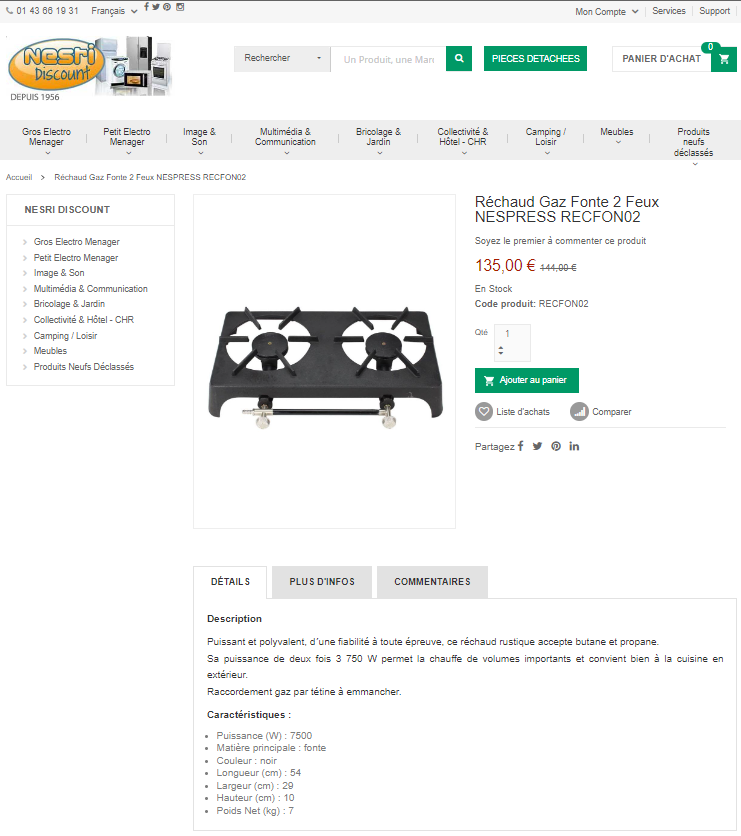 01 43 66 19 31 Français Mon Compte Services Support
Nesri
Discount
DEPUIS 1956
Rechercher Un Produit, une Mar PIECES DETACHEES PANIER D'ACHAT 0
Gros Electro Petit Electro Image & Multimédia & Bricolage & Collectivité & Camping / Meubles Produits
Menager Menager Son Communication Jardin Hôtel - CHR Loisir neufs
déclassés
Accueil Réchaud Gaz Fonte 2 Feux NESPRESS RECFON02
NESRI DISCOUNT
Gros Electro Menager
Petit Electro Menager
Image & Son
Multimédia & Communication
Bricolage & Jardin
Collectivité & Hôtel - CHR
Camping / Loisir
Meubles
Produits Neufs Déclassés
Réchaud Gaz Fonte 2 Feux
NESPRESS RECFON02
Soyez le premier à commenter ce produit
135,00 € 144,00 €
En Stock
Code produit: RECFON02
Qté 1
Ajouter au panier
Liste d'achats Comparer
Partagez
DÉTAILS PLUS D'INFOS COMMENTAIRES
Description
Puissant et polyvalent, d´une fiabilité à toute épreuve, ce réchaud rustique accepte butane et propane.
Sa puissance de deux fois 3 750 W permet la chauffe de volumes importants et convient bien à la cuisine en
extérieur.
Raccordement gaz par tétine à emmancher.
Caractéristiques :
Puissance (W) : 7500
Matière principale : fonte
Couleur : noir
Longueur (cm) : 54
Largeur (cm) : 29
Hauteur (cm) : 10
Poids Net (kg) : 7